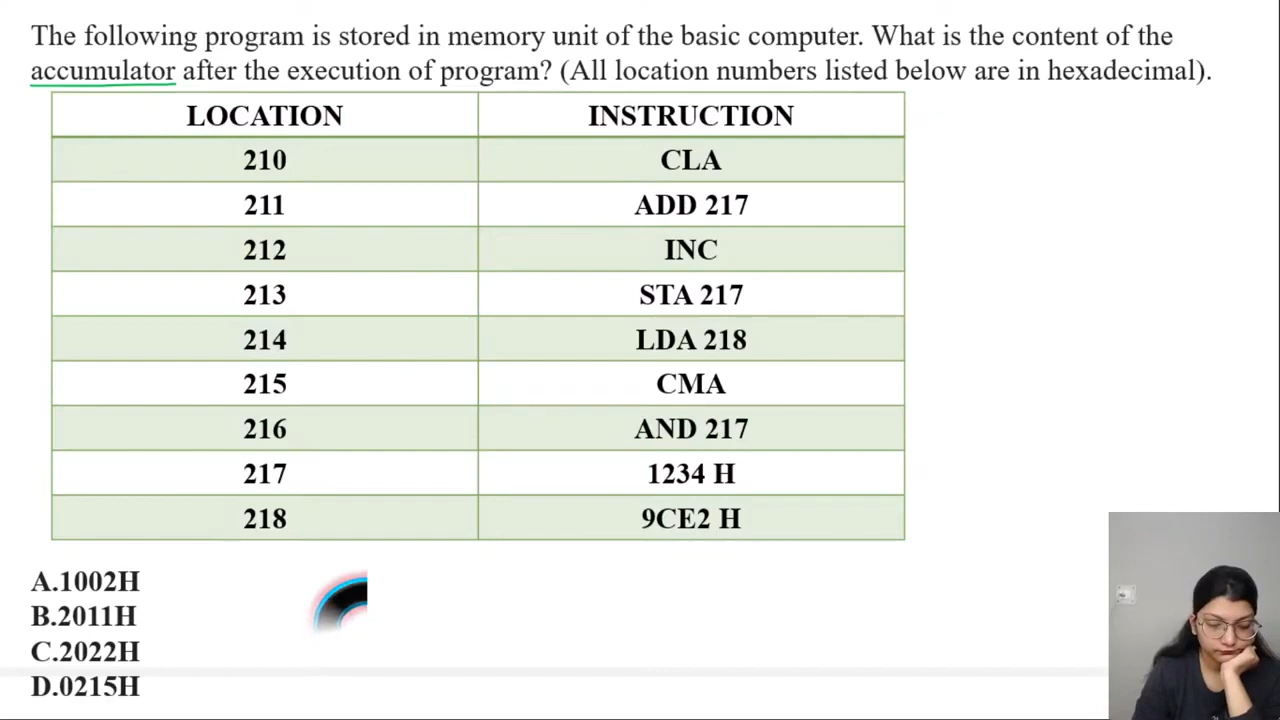 The following program is stored in memory unit of the basic computer. What is the content of the
accumulator after the execution of program? (All location numbers listed below are in hexadecimal).
LOCATION INSTRUCTION
210 CLA
211 ADD 217
212 INC
213 STA 217
214 LDA 218
215 CMA
216 AND 217
217 1234 H
218 9CE2 H
A.1002H
B.2011H
C.2022H
D.0215H